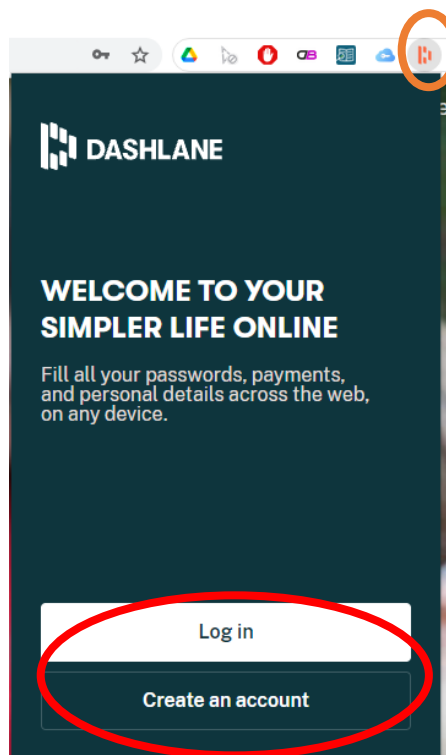 DASHLANE
WELCOME TO YOUR
SIMPLER LIFE ONLINE
Fill all your passwords, payments,
and personal details across the web,
on any device.
Log in
Create an account